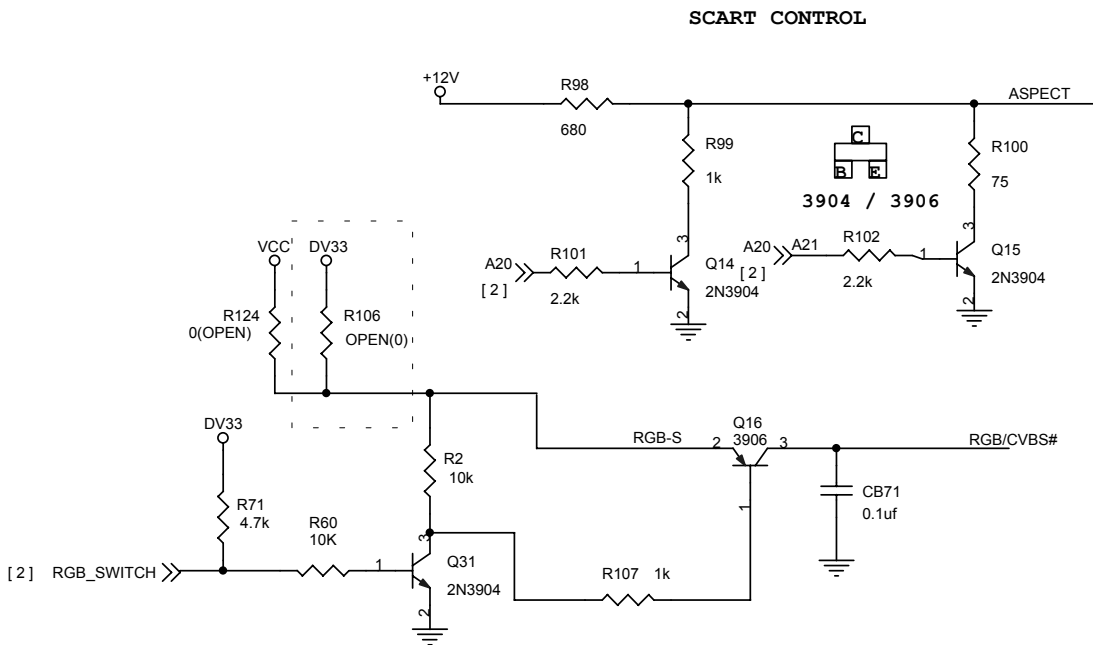 SCART CONTROL
+12V
R98
680
ASPECT
R99
1k
C
B E
3904 / 3906
R100
75
VCC
DV33
A20
[ 2 ]
R101
2.2k
1
3
Q14
2N3904
2
A20
[ 2 ]
A21
R102
2.2k
1
3
Q15
2N3904
2
R124
0(OPEN)
R106
OPEN(0)
DV33
R2
10k
RGB-S
2
Q16
3906
3
1
RGB/CVBS#
CB71
0.1uf
R71
4.7k
R60
10K
[ 2 ]
RGB_SWITCH
1
3
Q31
2N3904
2
R107
1k